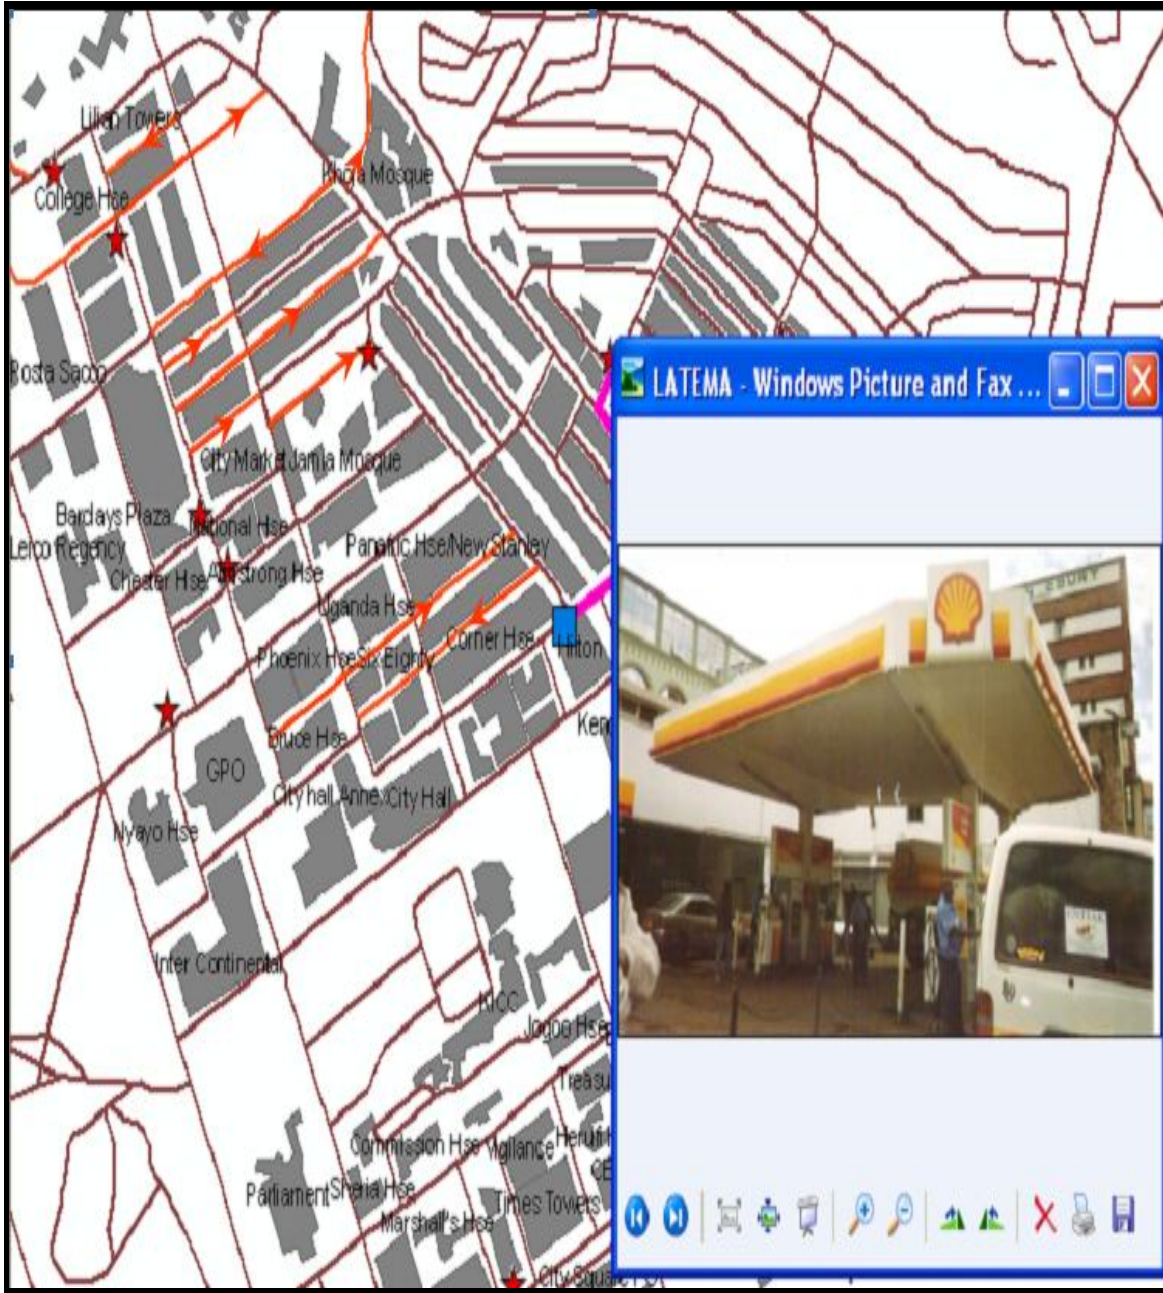 Lilian Towers
College Hse
Khoja Mosque
Posta Sacco
LATEMA - Windows Picture and Fax ...
City Market
Jamia Mosque
Barclays Plaza
National Hse
Lerco Regency
Panafric Hse/New Stanley
Chester Hse
Armstrong Hse
Uganda Hse
Corner Hse
Hilton
Phoenix Hse
Six Eighty
Bruce Hse
Ken
GPO
City hall Annex
City Hall
Nyayo Hse
Inter Continental
KICC
Jogoo Hse
Treasu
Commission Hse
Vigilance
Herufi H
Parliament
Sheria Hse
Times Towers
Marshall's Hse
City Square